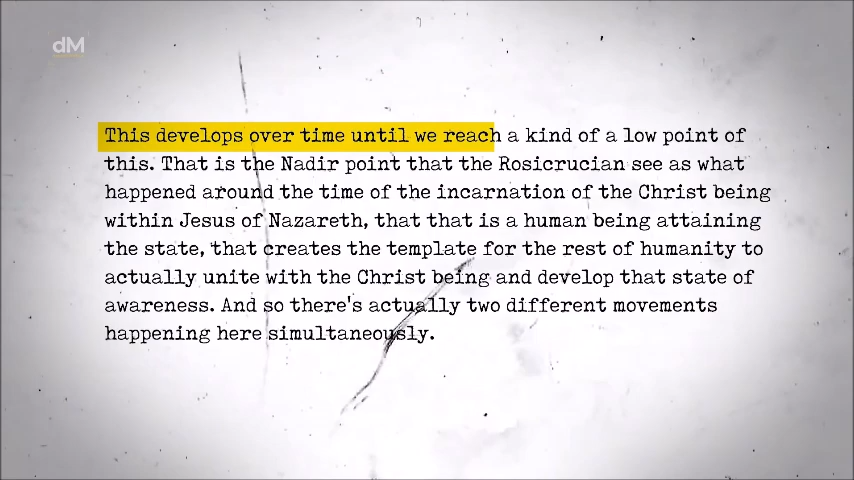 dM
This develops over time until we reach a kind of a low point of
this. That is the Nadir point that the Rosicrucian see as what
happened around the time of the incarnation of the Christ being
within Jesus of Nazareth, that that is a human being attaining
the state, that creates the template for the rest of humanity to
actually unite with the Christ being and develop that state of
awareness. And so there's actually two different movements
happening here simultaneously.